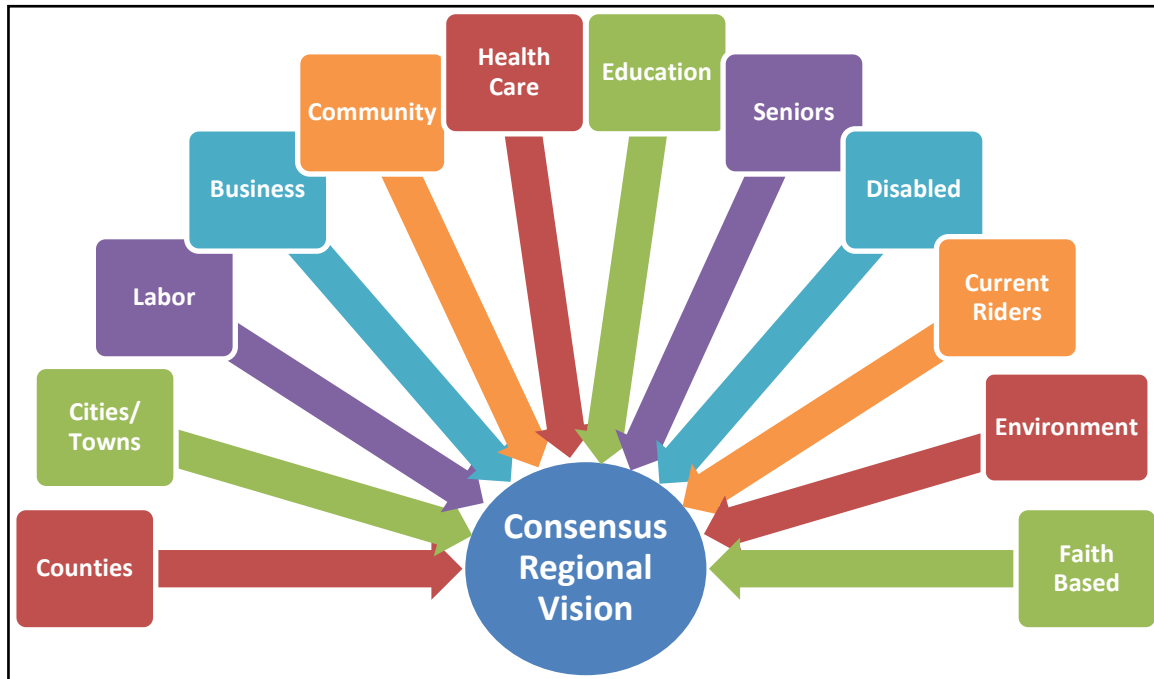 Health
Care
Education
Community
Seniors
Business
Disabled
Labor
Current
Riders
Cities/
Towns
Environment
Counties
Consensus
Regional
Vision
Faith
Based